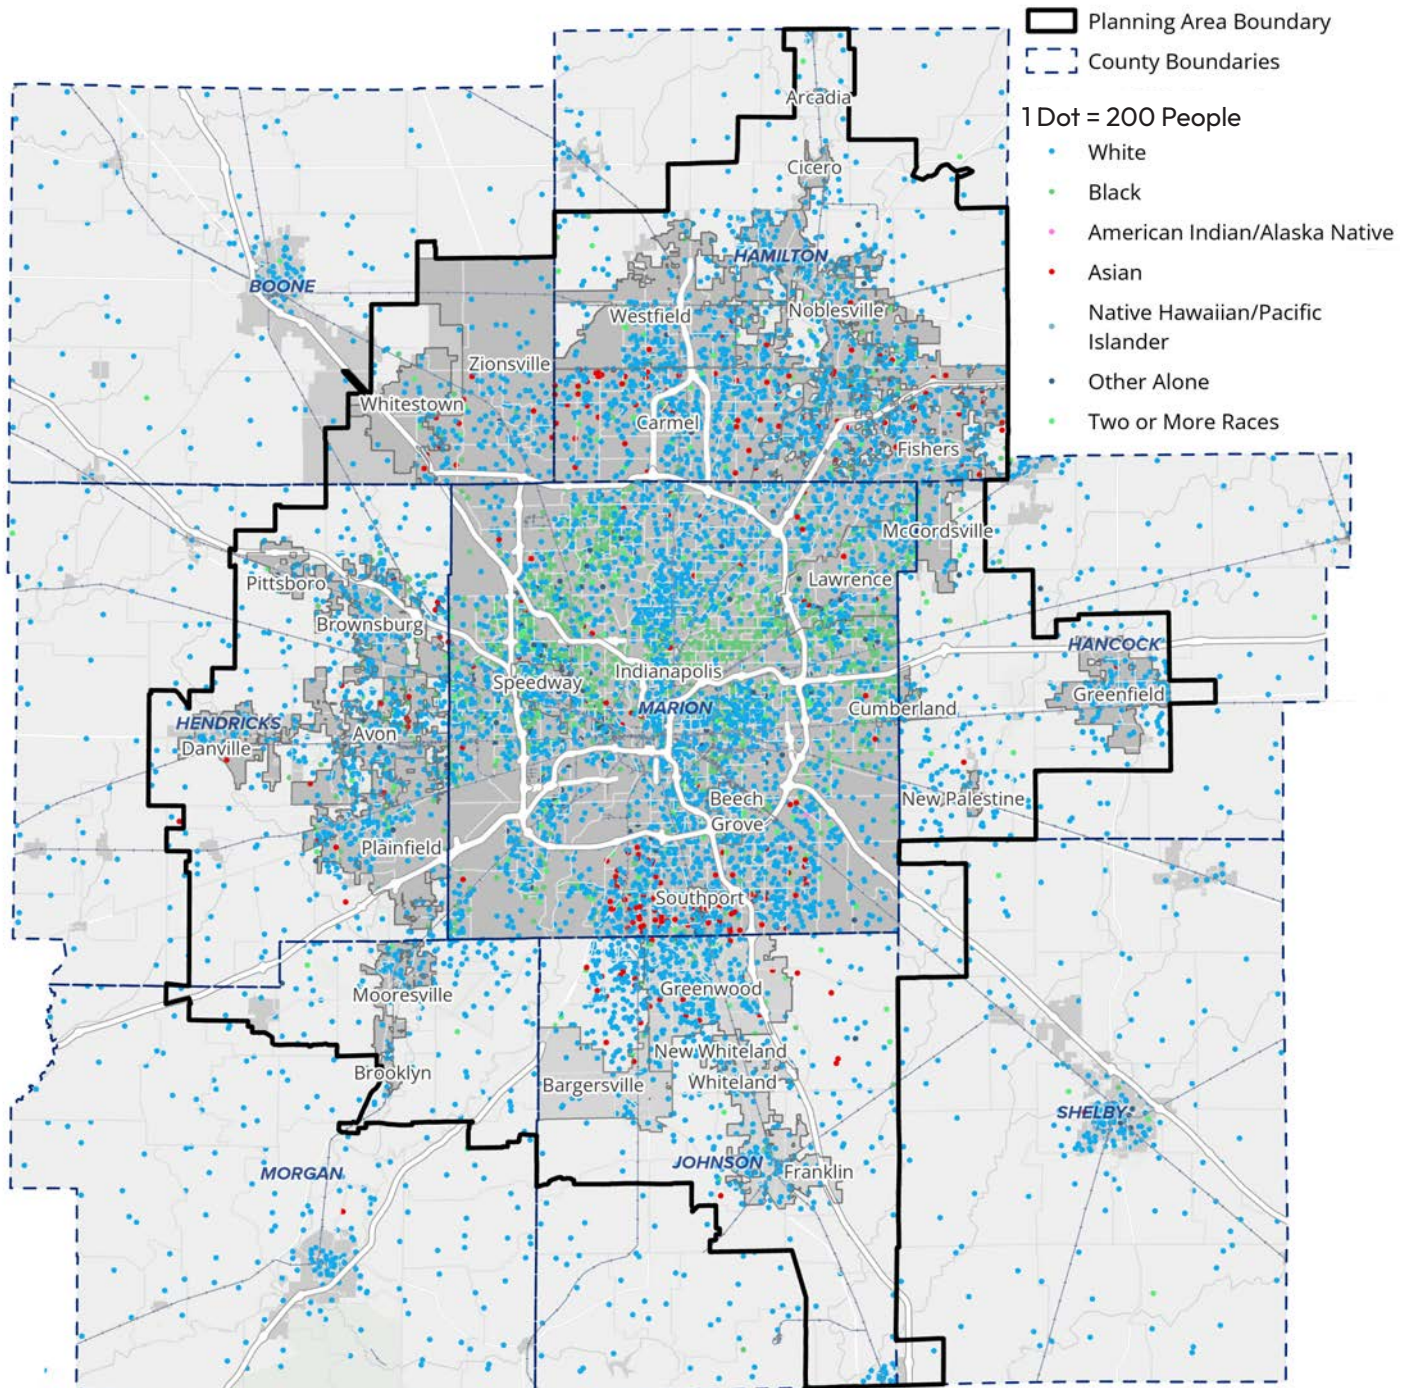 Planning Area Boundary
County Boundaries
1 Dot = 200 People
White
Black
American Indian/Alaska Native
Asian
Native Hawaiian/Pacific
Islander
Other Alone
Two or More Races
Arcadia
Cicero
HAMILTON
BOONE
Westfield
Noblesville
Zionsville
Whitestown
Carmel
Fishers
McCordsville
Pittsboro
Lawrence
Brownsburg
HANCOCK
Indianapolis
Speedway
Greenfield
MARION
Cumberland
HENDRICKS
Avon
Danville
Beech
Grove
New Palestine
Plainfield
Southport
Mooresville
Greenwood
New Whiteland
Brooklyn
Bargersville
Whiteland
SHELBY
JOHNSON
Franklin
MORGAN